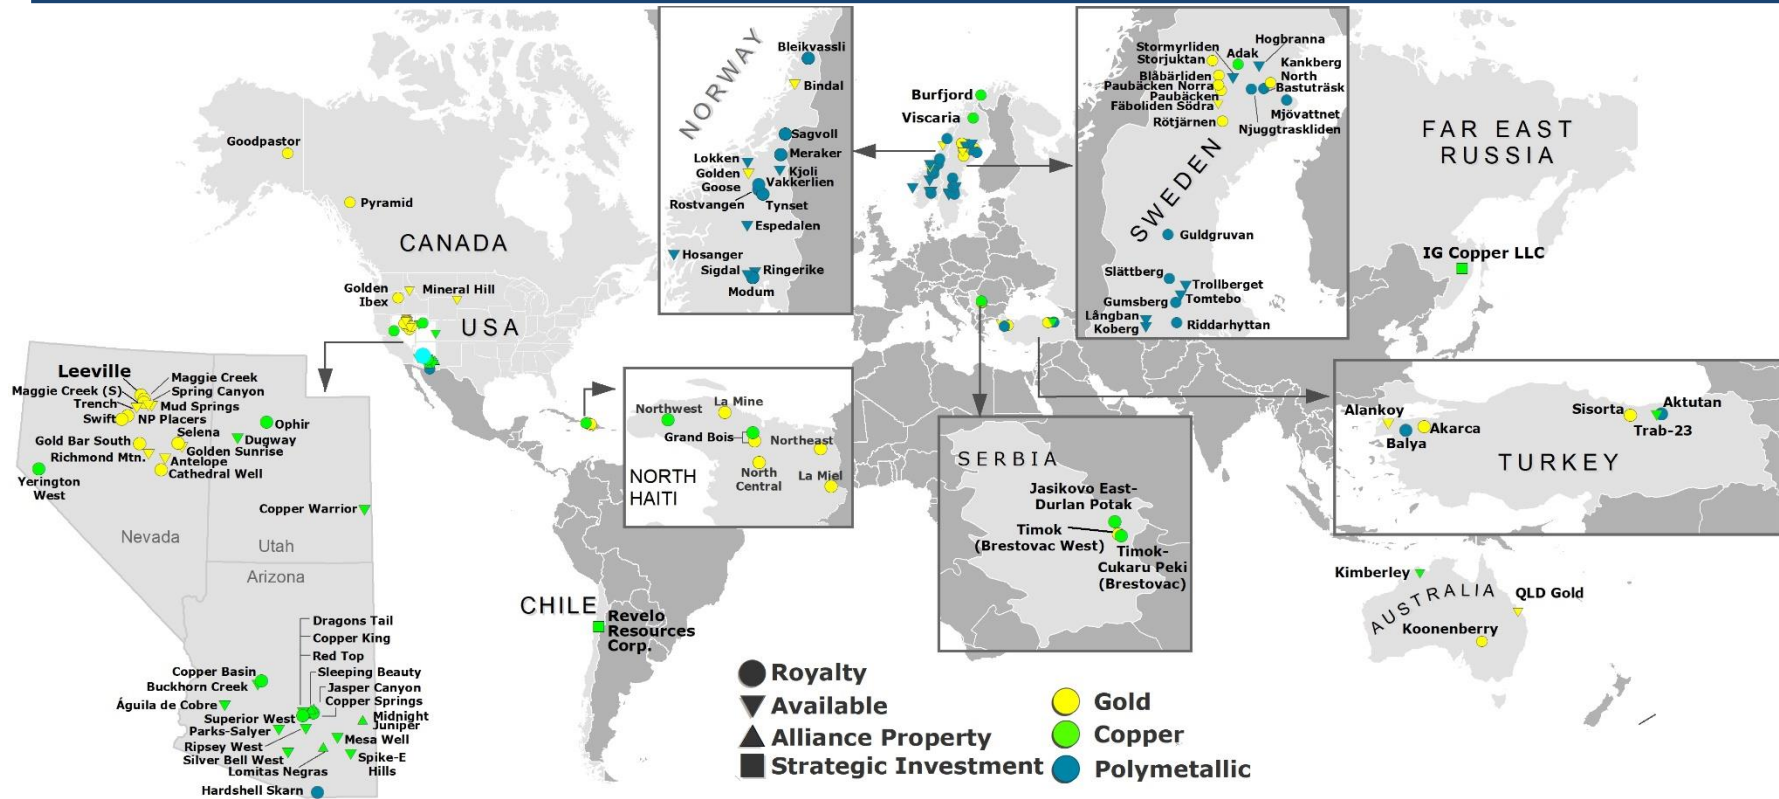 Goodpastor
Pyramid
CANADA
Golden
Ibex
Mineral Hill
USA
Leeville
Maggie Creek
Maggie Creek (S)
Spring Canyon
Trench
Mud Springs
Swift
NP Placers
Selena
Ophir
Gold Bar South
Dugway
Golden Sunrise
Richmond Mtn.
Antelope
Cathedral Well
Yerington
West
Copper Warrior
Nevada
Utah
Arizona
Dragons Tail
Copper King
Red Top
Copper Basin
Sleeping Beauty
Buckhorn Creek
Jasper Canyon
Águila de Cobre
Copper Springs
Superior West
Midnight
Juniper
Parks-Salyer
Ripsey West
Mesa Well
Silver Bell West
Spike-E
Hills
Lomitas Negras
Hardshell Skarn
NORWAY
Bleikvassli
Bindal
Sagvoll
Lokken
Meraker
Golden
Goose
Kjoli
Vakkerlien
Rostvangen
Tynset
Espedalen
Hosanger
Sigdal
Ringerike
Modum
Burfjord
Viscaria
SWEDEN
Stormyrliden
Storjuktan
Adak
Hogbranna
Kankberg
North
Blåbärliden
Paubäcken Norra
Bastuträsk
Paubäcken
Fäboliden Södra
Mjövattnet
Rötjärnen
Njuggtraskliden
Guldgruvan
Slättberg
Trollberget
Gumsberg
Tomtebo
Långban
Koberg
Riddarhyttan
FAR EAST
RUSSIA
IG Copper LLC
Northwest
La Mine
Grand Bois
Northeast
NORTH
HAITI
North
Central
La Miel
SERBIA
Jasikovo East-
Durlan Potak
Timok
(Brestovac West)
Timok-
Cukaru Peki
(Brestovac)
Alankoy
Akarca
Balya
Sisorta
Aktutan
Trab-23
TURKEY
CHILE
Revelo
Resources
Corp.
Kimberley
AUSTRALIA
QLD Gold
Koonenberry
Royalty
Available
Alliance Property
Strategic Investment
Gold
Copper
Polymetallic